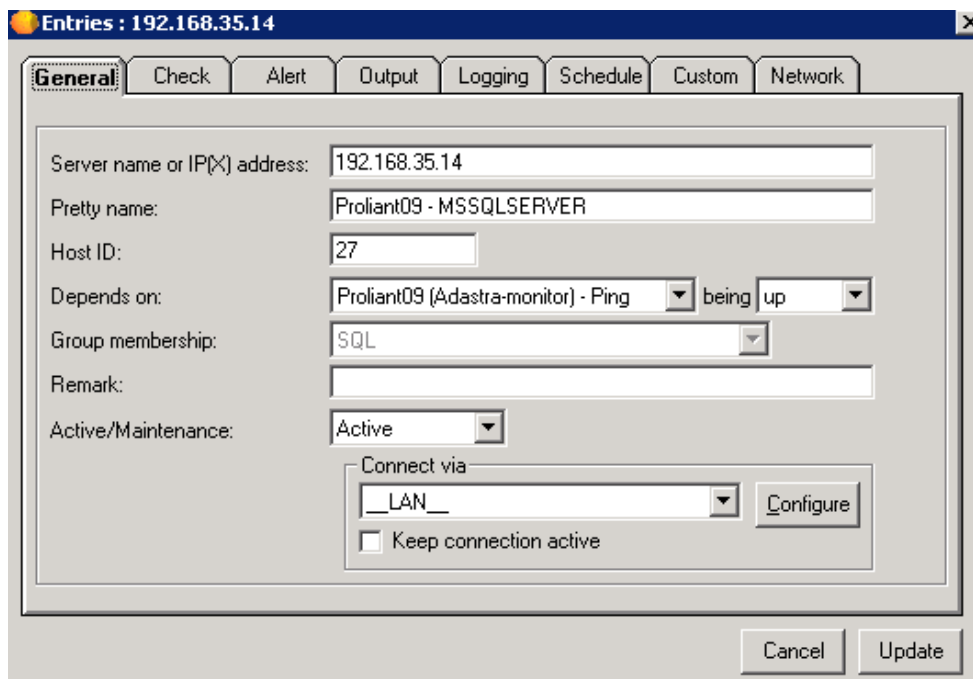 Entries : 192.168.35.14
General Check Alert Output Logging Schedule Custom Network
Server name or IP(X) address: 192.168.35.14
Pretty name: Proliant09 - MSSQLSERVER
Host ID: 27
Depends on: Proliant09 (Adastra-monitor) - Ping being up
Group membership: SQL
Remark:
Active/Maintenance: Active
Connect via
__LAN__ Configure
Keep connection active
Cancel Update